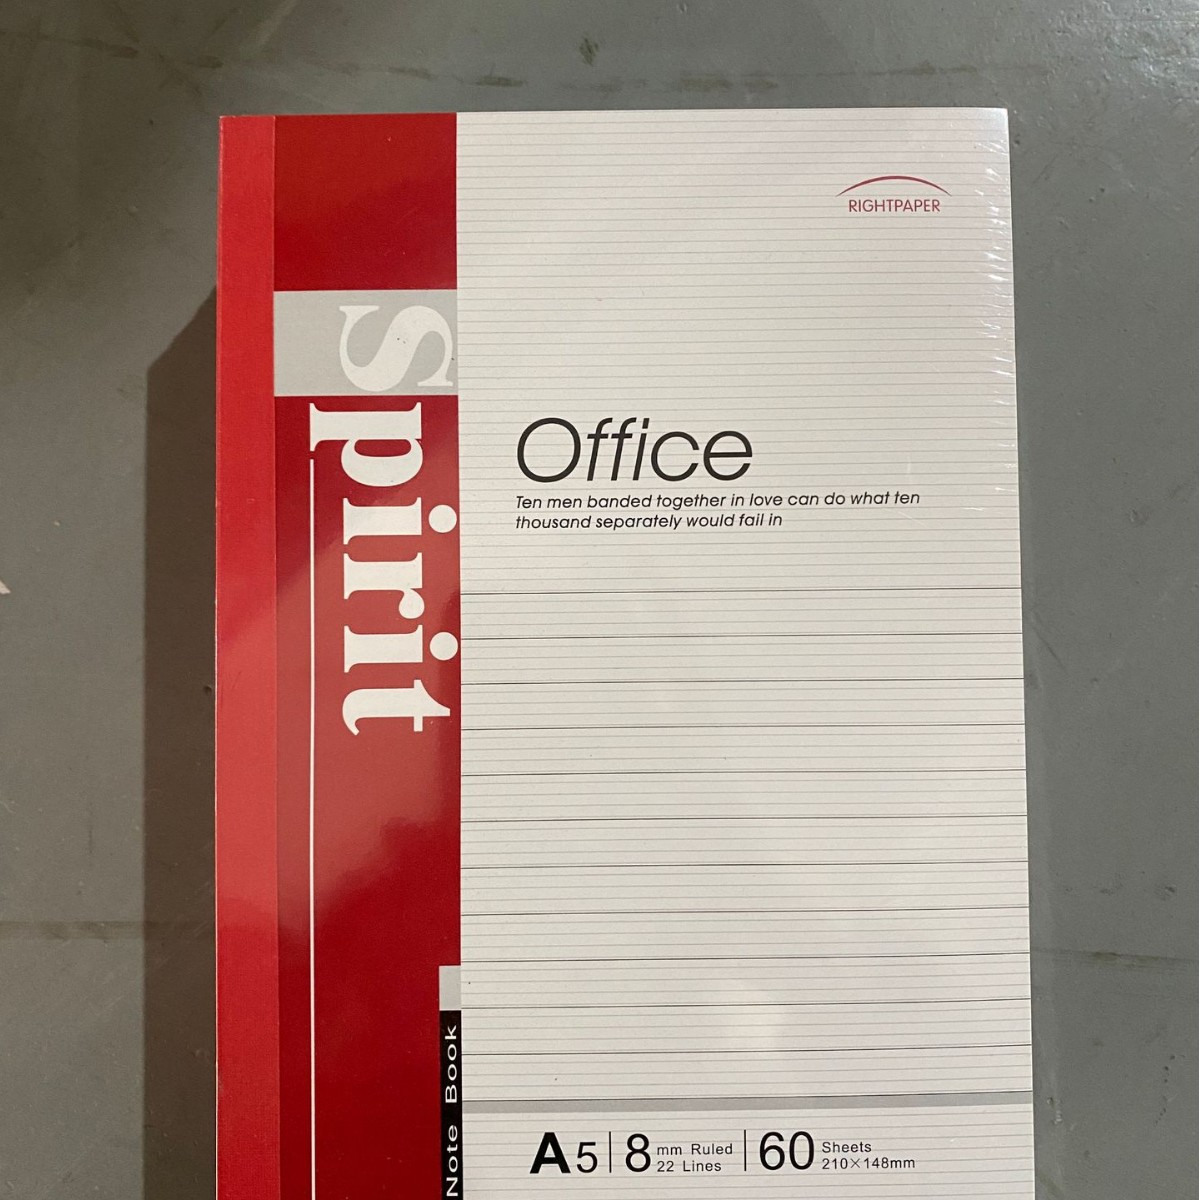 RIGHTPAPER
Spirit
Office
Ten men banded together in love can do what ten
thousand separately would fail in
Note Book
A5 | 8 mm Ruled 22 Lines | 60 Sheets 210×148mm